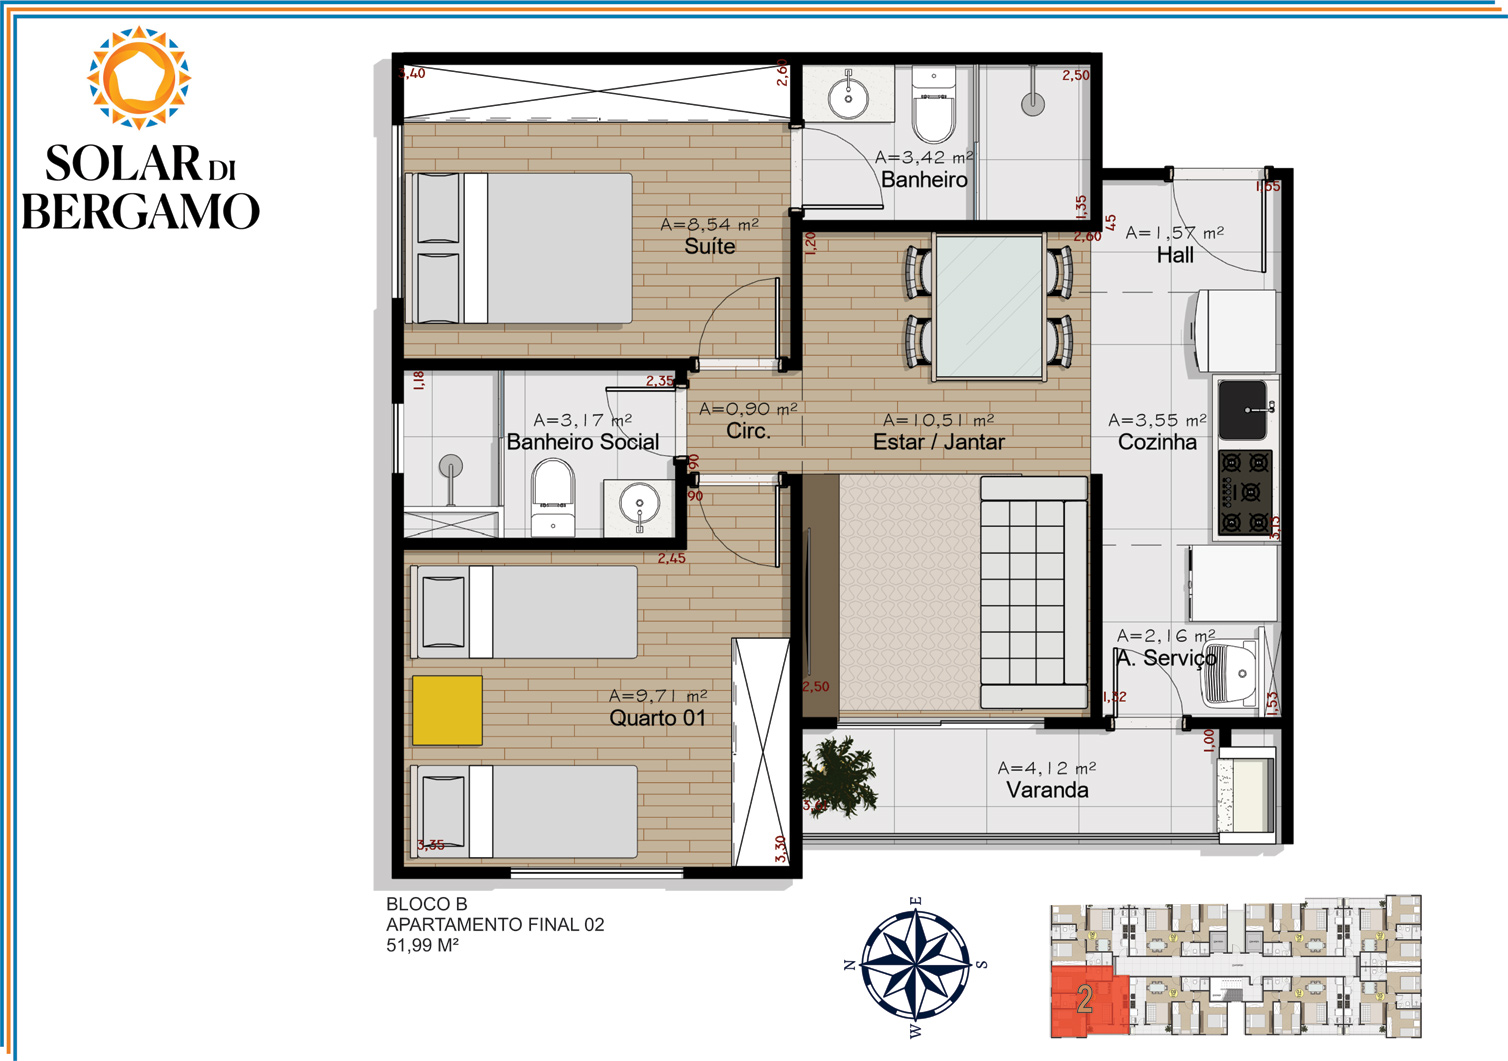 SOLAR DI
BERGAMO
3,40
2,60
2,50
A=3,42 m²
Banheiro
1,35
1,65
45
A=8,54 m²
Suíte
1,20
2,60
A=1,57 m²
Hall
1,18
2,35
A=3,17 m²
Banheiro Social
A=0,90 m²
Circ.
90
90
A=10,51 m²
Estar / Jantar
A=3,55 m²
Cozinha
3,15
2,45
A=2,16 m²
A. Serviço
1,32
1,53
2,50
A=9,71 m²
Quarto 01
1,00
A=4,12 m²
Varanda
3,35
3,30
BLOCO B
APARTAMENTO FINAL 02
51,99 M²
E
N
S
W
2